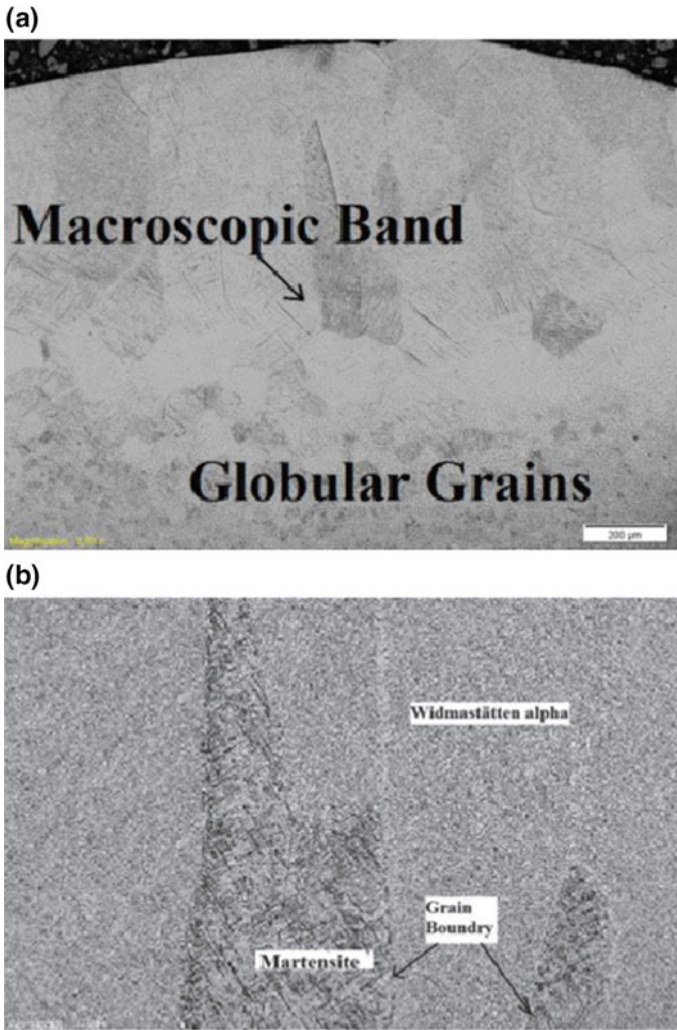 (a)
Macroscopic Band
Globular Grains
200 µm
(b)
Widmastätten alpha
Grain
Boundry
Martensite